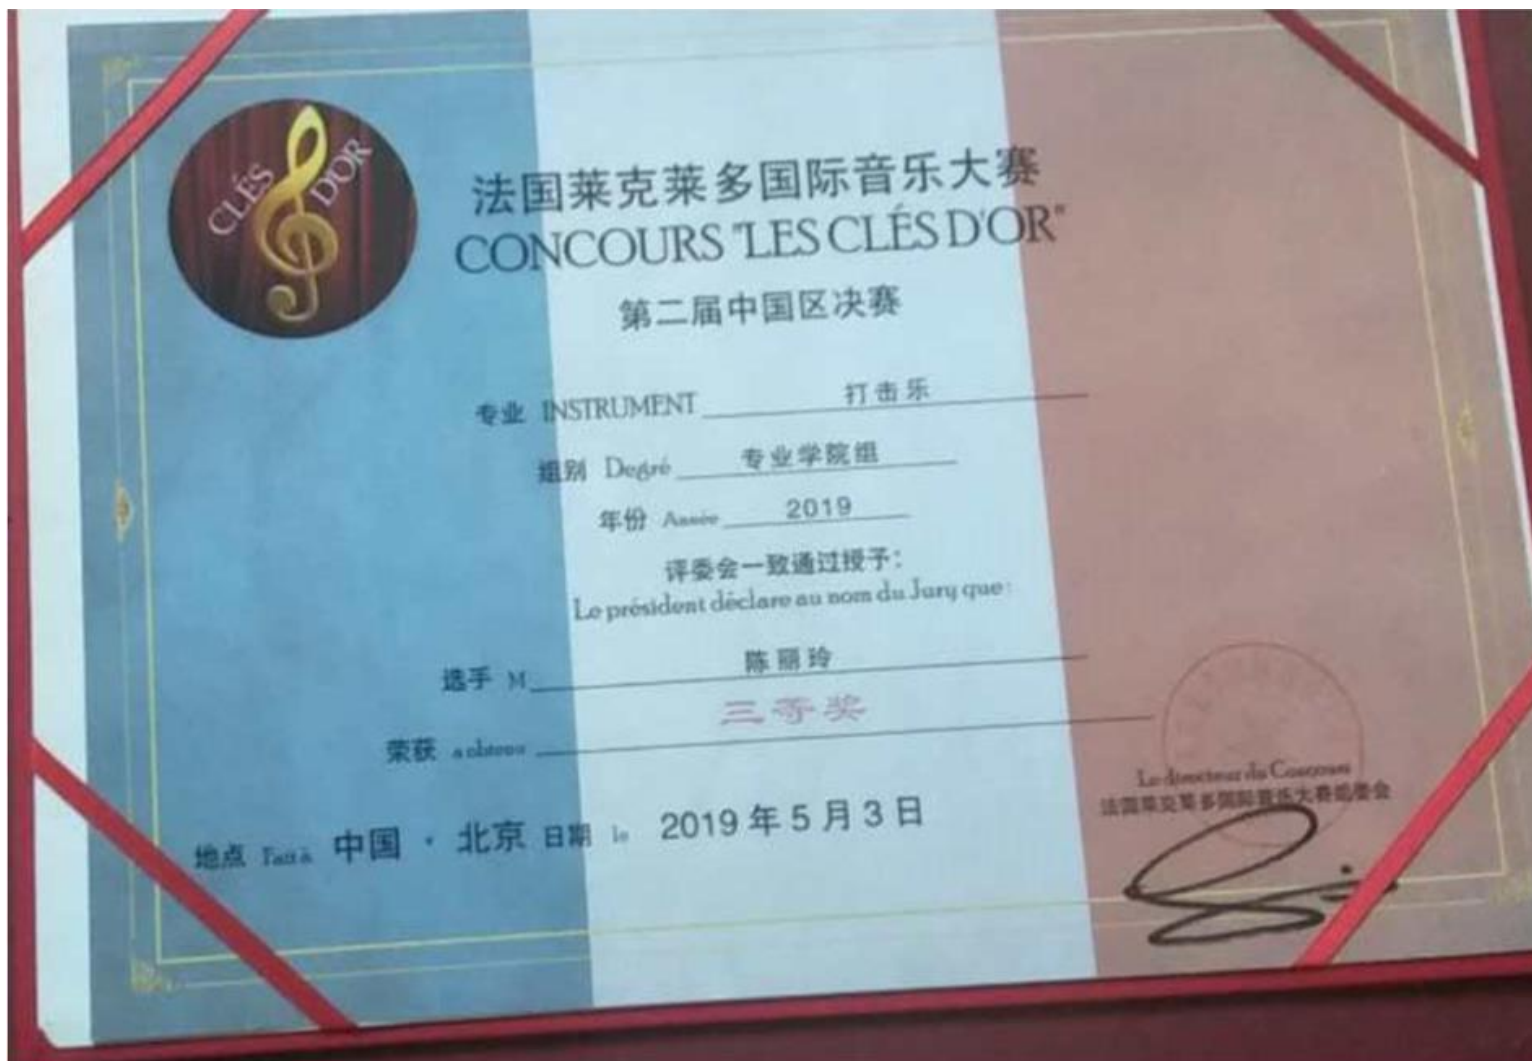 CLÉS D'OR
法国莱克莱多国际音乐大赛
CONCOURS "LES CLÉS D'OR"
第二届中国区决赛
专业 INSTRUMENT 打击乐
组别 Degré 专业学院组
年份 Année 2019
评委会一致通过授予：
Le président déclare au nom du Jury que :
选手 M 陈丽玲
三等奖
荣获 a obtenu
地点 Fait à 中国·北京 日期 le 2019年5月3日
Le directeur du Concours
法国莱克莱多国际音乐大赛组委会